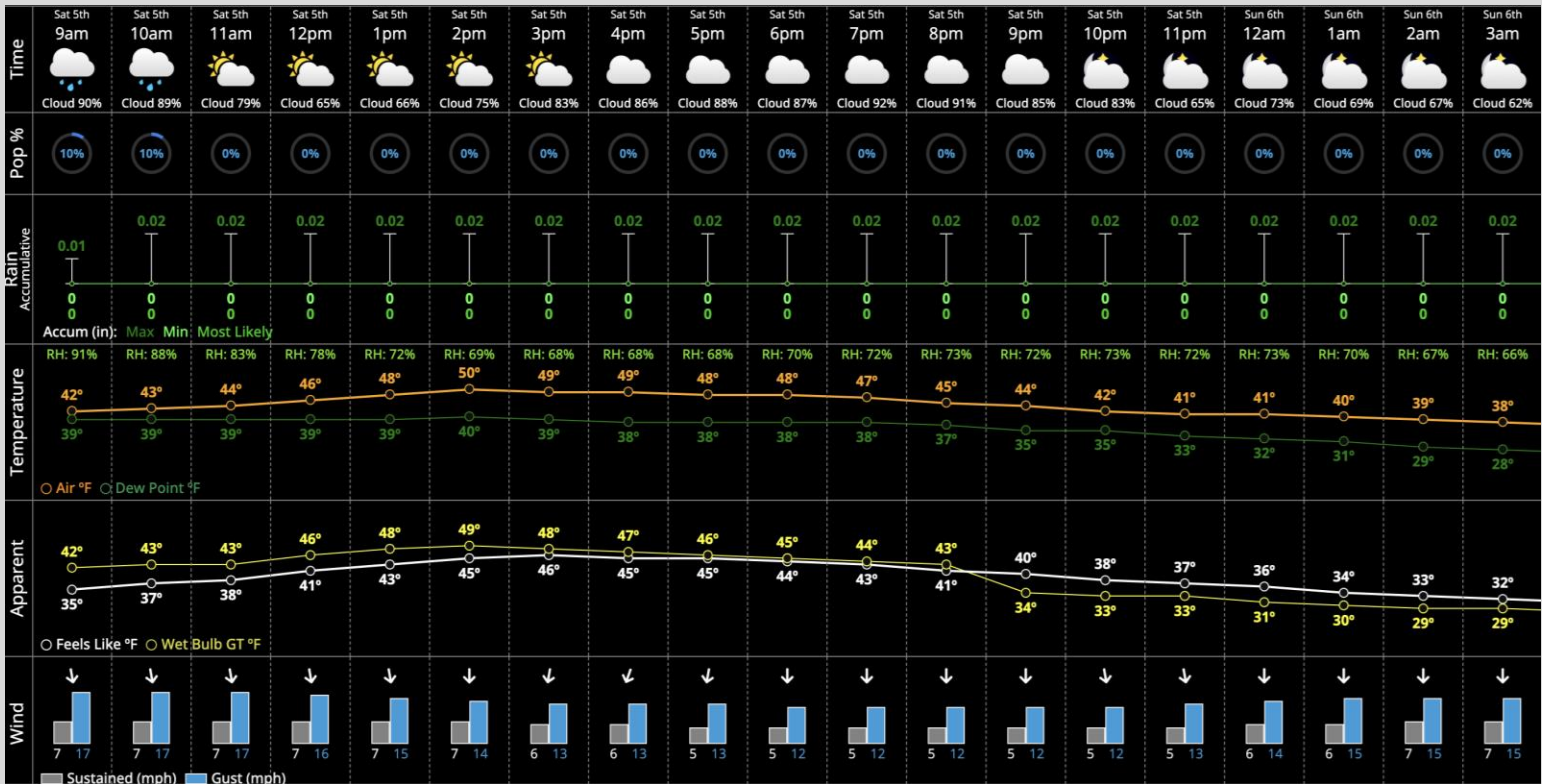 Time
Sat 5th Sat 5th Sat 5th Sat 5th Sat 5th Sat 5th Sat 5th Sat 5th Sat 5th Sat 5th Sat 5th Sat 5th Sat 5th Sat 5th Sat 5th Sun 6th Sun 6th Sun 6th Sun 6th
9am 10am 11am 12pm 1pm 2pm 3pm 4pm 5pm 6pm 7pm 8pm 9pm 10pm 11pm 12am 1am 2am 3am
Cloud 90% Cloud 89% Cloud 79% Cloud 65% Cloud 66% Cloud 75% Cloud 83% Cloud 86% Cloud 88% Cloud 87% Cloud 92% Cloud 91% Cloud 85% Cloud 83% Cloud 65% Cloud 73% Cloud 69% Cloud 67% Cloud 62%
Pop %
10% 10% 0% 0% 0% 0% 0% 0% 0% 0% 0% 0% 0% 0% 0% 0% 0% 0% 0%
Rain
Accumulative
0.01 0.02 0.02 0.02 0.02 0.02 0.02 0.02 0.02 0.02 0.02 0.02 0.02 0.02 0.02 0.02 0.02 0.02 0.02
0 0 0 0 0 0 0 0 0 0 0 0 0 0 0 0 0 0 0
0 0 0 0 0 0 0 0 0 0 0 0 0 0 0 0 0 0 0
Accum (in): Max Min Most Likely
Temperature
RH: 91% RH: 88% RH: 83% RH: 78% RH: 72% RH: 69% RH: 68% RH: 68% RH: 68% RH: 70% RH: 72% RH: 73% RH: 72% RH: 73% RH: 72% RH: 73% RH: 70% RH: 67% RH: 66%
42° 43° 44° 46° 48° 50° 49° 49° 48° 48° 47° 45° 44° 42° 41° 41° 40° 39° 38°
39° 39° 39° 39° 39° 40° 39° 38° 38° 38° 38° 37° 35° 35° 33° 32° 31° 29° 28°
Air ºF Dew Point ºF
Apparent
42° 43° 43° 46° 48° 49° 48° 47° 46° 45° 44° 43° 40° 38° 37° 36° 34° 33° 32°
35° 37° 38° 41° 43° 45° 46° 45° 45° 44° 43° 41° 34° 33° 33° 31° 30° 29° 29°
Feels Like ºF Wet Bulb GT ºF
Wind
7 17 7 17 7 17 7 16 7 15 7 14 6 13 6 13 5 13 5 12 5 12 5 12 5 12 5 12 5 13 6 14 6 15 7 15 7 15
Sustained (mph) Gust (mph)